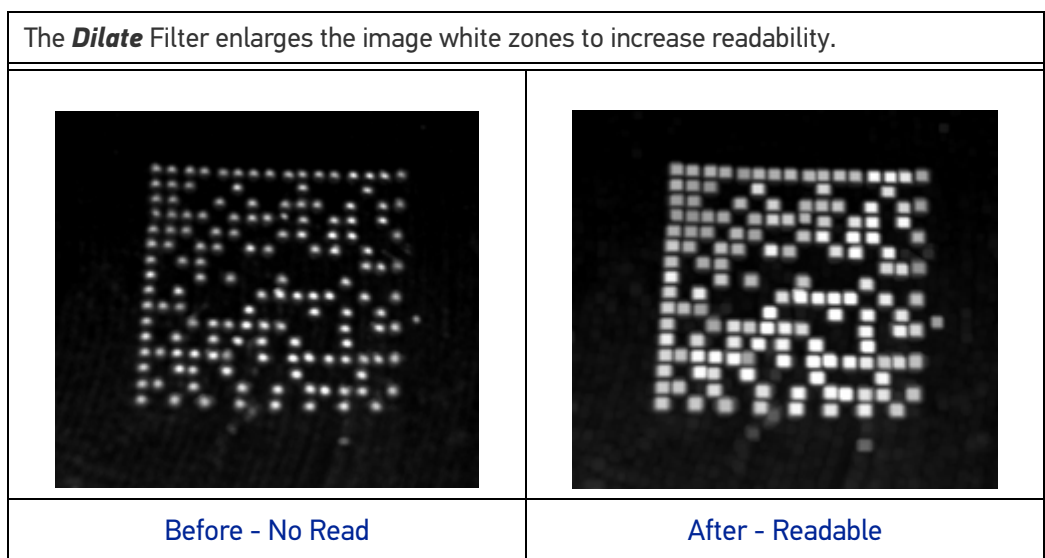 The Dilate Filter enlarges the image white zones to increase readability.
Before - No Read
After - Readable